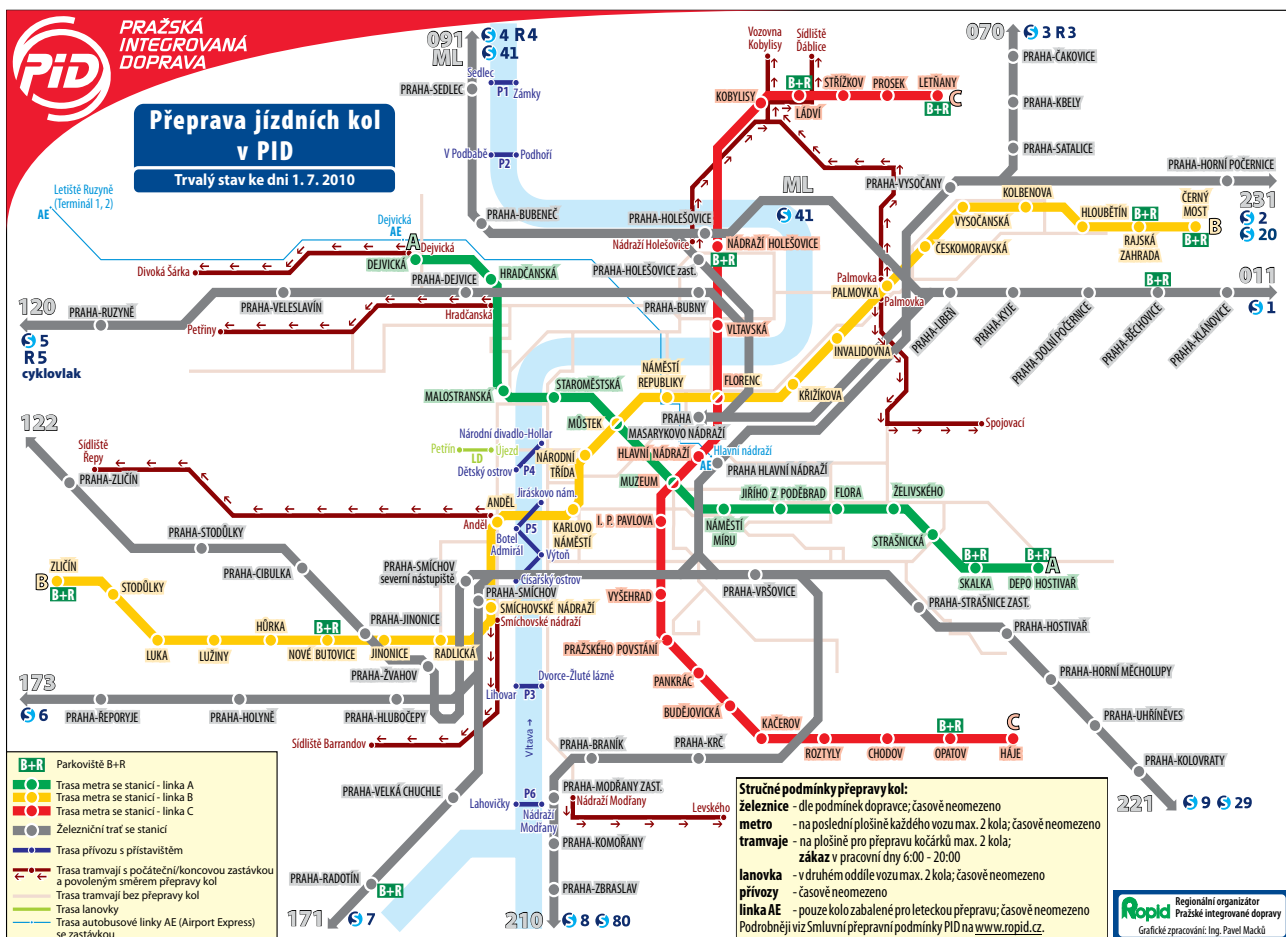 PRAŽSKÁ
INTEGROVANÁ
DOPRAVA
PiD
Přeprava jízdních kol
v PID
Trvalý stav ke dni 1. 7. 2010
091
ML
S 4 R 4
S 41
Sedlec
P1
Zámky
PRAHA-SEDLEC
V Podbabě
Podhoří
P2
PRAHA-BUBENEČ
Vozovna
Kobylisy
Sídliště
Ďáblice
KOBYLISY
B+R
LÁDVÍ
STŘÍŽKOV
PROSEK
LETŇANY
B+R
C
070
S 3 R 3
PRAHA-ČAKOVICE
PRAHA-KBELY
PRAHA-SATALICE
PRAHA-VYSOČANY
PRAHA-HORNÍ POČERNICE
231
S 2
S 20
Letiště Ruzyně
(Terminál 1, 2)
AE
Dejvická
AE
A
Dejvická
DEJVICKÁ
Divoká Šárka
HRADČANSKÁ
PRAHA-DEJVICE
Hradčanská
PRAHA-VELESLAVÍN
PRAHA-RUZYNĚ
Petřiny
120
S 5
R 5
cyklovlak
PRAHA-HOLEŠOVICE
Nádraží Holešovice
NÁDRAŽÍ HOLEŠOVICE
B+R
PRAHA-HOLEŠOVICE zast.
PRAHA-BUBNY
VLTAVSKÁ
ML
S 41
KOLBENOVA
VYSOČANSKÁ
ČESKOMORAVSKÁ
HLOUBĚTÍN
B+R
RAJSKÁ
ZAHRADA
ČERNÝ
MOST
B+R
B
Palmovka
PALMOVKA
Palmovka
INVALIDOVNA
KŘIŽÍKOVA
PRAHA-LIBEŇ
PRAHA-KYJE
PRAHA-DOLNÍ POČERNICE
B+R
PRAHA-BĚCHOVICE
PRAHA-KLÁNOVICE
011
S 1
Spojovací
MALOSTRANSKÁ
STAROMĚSTSKÁ
NÁMĚSTÍ
REPUBLIKY
FLORENC
MŮSTEK
PRAHA
MASARYKOVO NÁDRAŽÍ
HLAVNÍ NÁDRAŽÍ
Hlavní nádraží
AE
PRAHA HLAVNÍ NÁDRAŽÍ
MUZEUM
Národní divadlo-Hollar
Petřín
Újezd
LD
Dětský ostrov
P4
NÁRODNÍ
TŘÍDA
Jiráskovo nám.
P5
Botel
Admirál
Výtoň
Císařský ostrov
KARLOVO
NÁMĚSTÍ
ANDĚL
Anděl
I. P. PAVLOVA
NÁMĚSTÍ
MÍRU
JIŘÍHO Z PODĚBRAD
FLORA
ŽELIVSKÉHO
STRAŠNICKÁ
B+R
SKALKA
B+R
DEPO HOSTIVAŘ
A
122
Sídliště
Řepy
PRAHA-ZLIČÍN
PRAHA-STODŮLKY
PRAHA-CIBULKA
PRAHA-JINONICE
PRAHA-ŽVAHOV
ZLIČÍN
B
B+R
STODŮLKY
LUKA
LUŽINY
HŮRKA
B+R
NOVÉ BUTOVICE
JINONICE
RADLICKÁ
PRAHA-SMÍCHOV
severní nástupiště
PRAHA-SMÍCHOV
SMÍCHOVSKÉ NÁDRAŽÍ
Smíchovské nádraží
VYŠEHRAD
PRAHA-VRŠOVICE
PRAŽSKÉHO POVSTÁNÍ
PANKRÁC
BUDĚJOVICKÁ
KAČEROV
ROZTYLY
CHODOV
B+R
OPATOV
C
HÁJE
PRAHA-STRAŠNICE ZAST.
PRAHA-HOSTIVAŘ
PRAHA-HORNÍ MĚCHOLUPY
PRAHA-UHŘÍNĚVES
PRAHA-KOLOVRATY
221
S 9 S 29
173
S 6
PRAHA-ŘEPORYJE
PRAHA-HOLYNĚ
PRAHA-HLUBOČEPY
Sídliště Barrandov
Lihovar
P3
Dvorce-Žluté lázně
Vltava →
PRAHA-BRANÍK
PRAHA-KRČ
PRAHA-MODŘANY ZAST.
Nádraží Modřany
Levského
Lahovičky
P6
Nádraží
Modřany
PRAHA-VELKÁ CHUCHLE
PRAHA-RADOTÍN
B+R
171
S 7
PRAHA-KOMOŘANY
PRAHA-ZBRASLAV
210
S 8 S 80
B+R Parkoviště B+R
Trasa metra se stanicí - linka A
Trasa metra se stanicí - linka B
Trasa metra se stanicí - linka C
Železniční trať se stanicí
Trasa přívozu s přístavištěm
Trasa tramvají s počáteční/koncovou zastávkou
a povoleným směrem přepravy kol
Trasa tramvají bez přepravy kol
Trasa lanovky
Trasa autobusové linky AE (Airport Express)
se zastávkou
Stručné podmínky přepravy kol:
železnice - dle podmínek dopravce; časově neomezeno
metro - na poslední plošině každého vozu max. 2 kola; časově neomezeno
tramvaje - na plošině pro přepravu kočárků max. 2 kola;
zákaz v pracovní dny 6:00 - 20:00
lanovka - v druhém oddíle vozu max. 2 kola; časově neomezeno
přívozy - časově neomezeno
linka AE - pouze kolo zabalené pro leteckou přepravu; časově neomezeno
Podrobněji viz Smluvní přepravní podmínky PID na www.ropid.cz.
Ropid
Regionální organizátor
Pražské integrované dopravy
Grafické zpracování: Ing. Pavel Macků